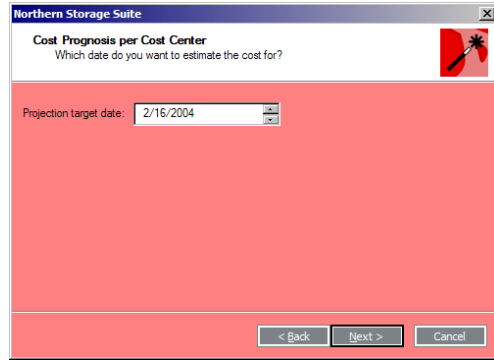 Northern Storage Suite
Cost Prognosis per Cost Center
Which date do you want to estimate the cost for?
Projection target date: 2/16/2004
< Back Next > Cancel